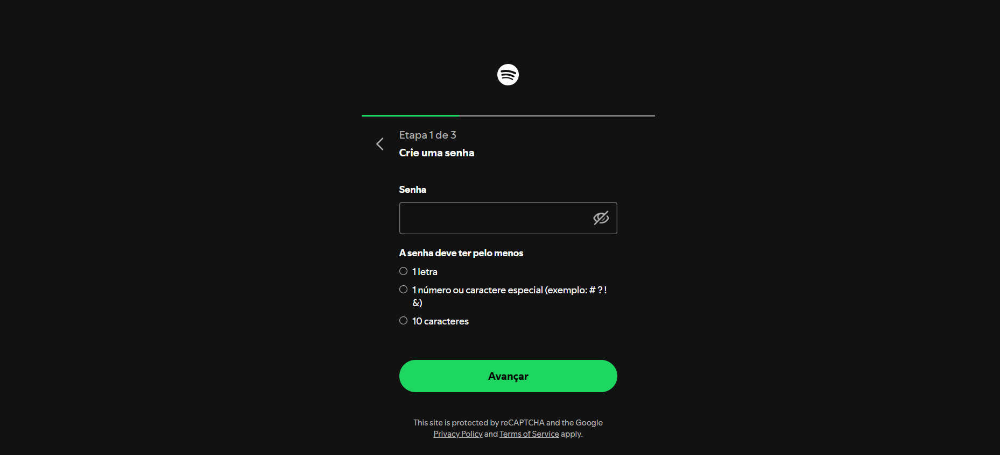 Etapa 1 de 3
Crie uma senha
Senha
A senha deve ter pelo menos
1 letra
1 número ou caractere especial (exemplo: # ? !
&)
10 caracteres
Avançar
This site is protected by reCAPTCHA and the Google
Privacy Policy and Terms of Service apply.